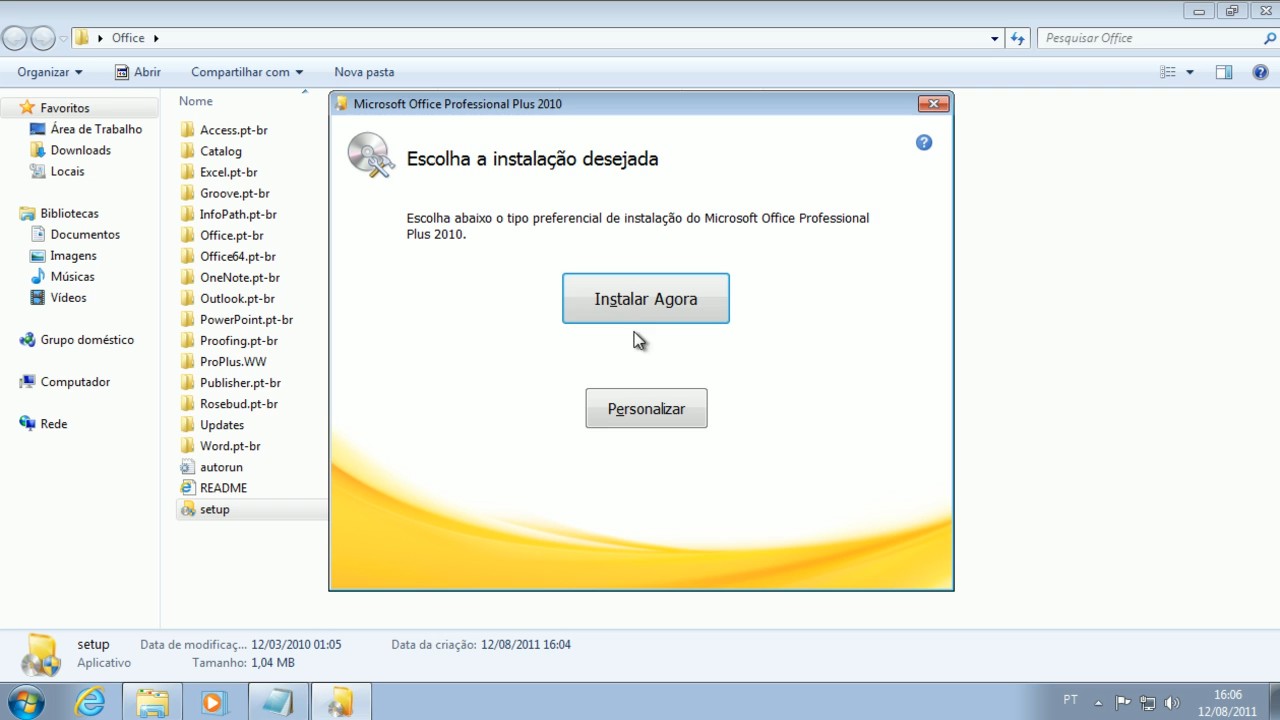 Office
Pesquisar Office
Organizar
Abrir
Compartilhar com
Nova pasta
Favoritos
Área de Trabalho
Downloads
Locais
Bibliotecas
Documentos
Imagens
Músicas
Vídeos
Grupo doméstico
Computador
Rede
Nome
Access.pt-br
Catalog
Excel.pt-br
Groove.pt-br
InfoPath.pt-br
Office.pt-br
Office64.pt-br
OneNote.pt-br
Outlook.pt-br
PowerPoint.pt-br
Proofing.pt-br
ProPlus.WW
Publisher.pt-br
Rosebud.pt-br
Updates
Word.pt-br
autorun
README
setup
Microsoft Office Professional Plus 2010
Escolha a instalação desejada
Escolha abaixo o tipo preferencial de instalação do Microsoft Office Professional
Plus 2010.
Instalar Agora
Personalizar
setup
Data de modificaç... 12/03/2010 01:05
Data da criação: 12/08/2011 16:04
Aplicativo
Tamanho: 1,04 MB
PT
16:06
12/08/2011